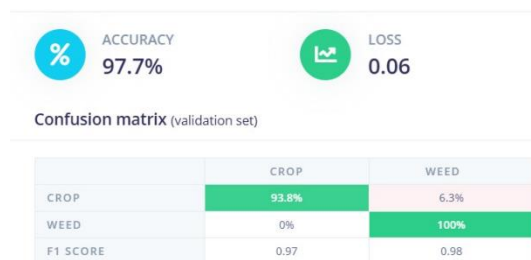 ACCURACY
97.7%
LOSS
0.06
Confusion matrix (validation set)
CROP WEED
CROP 93.8% 6.3%
WEED 0% 100%
F1 SCORE 0.97 0.98